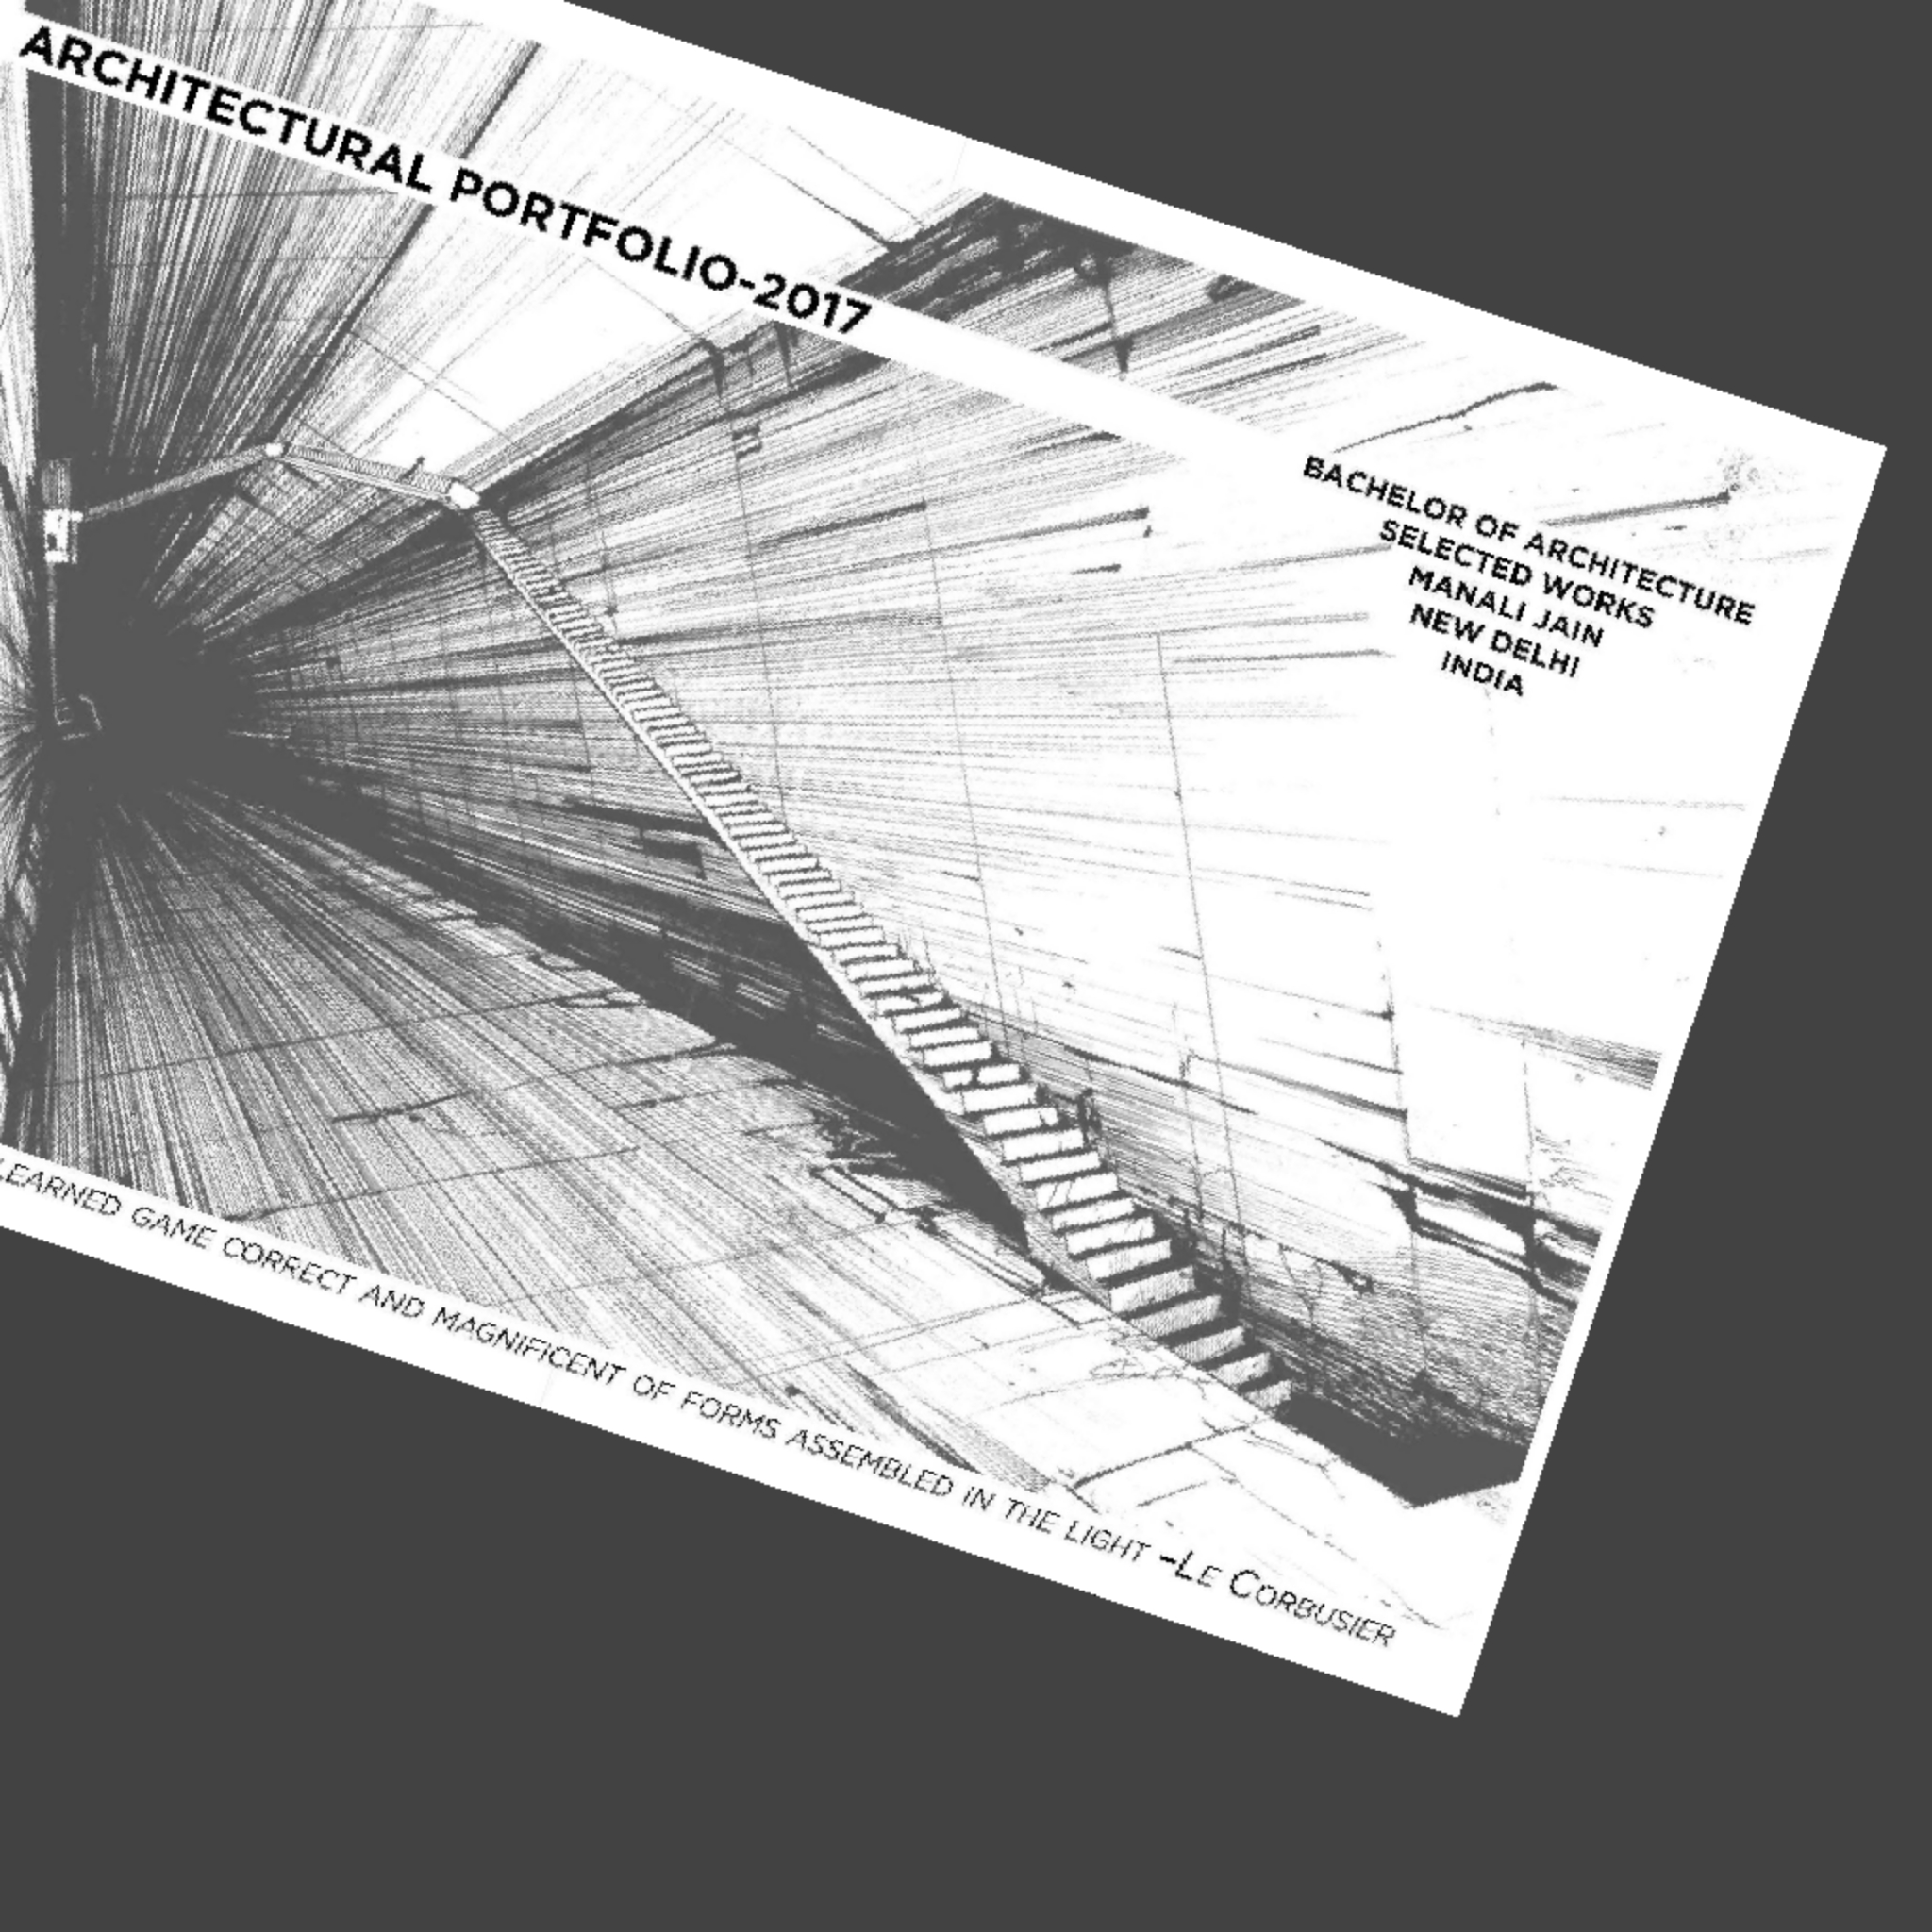 ARCHITECTURAL PORTFOLIO-2017
BACHELOR OF ARCHITECTURE
SELECTED WORKS
MANALI JAIN
NEW DELHI
INDIA
LEARNED GAME CORRECT AND MAGNIFICENT OF FORMS ASSEMBLED IN THE LIGHT -LE CORBUSIER